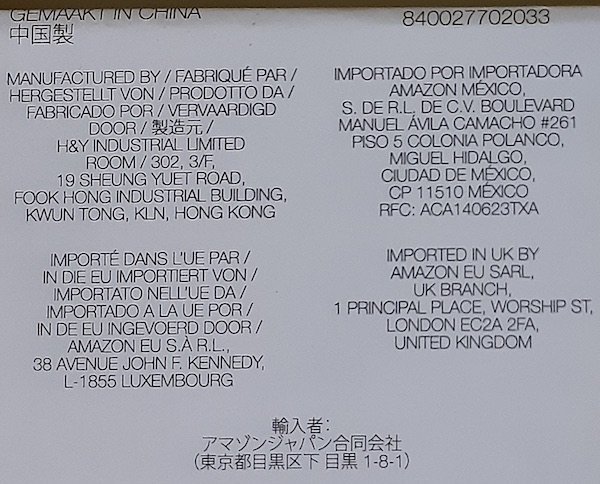 GEMAAKT IN CHINA
中国製
840027702033
MANUFACTURED BY / FABRIQUÉ PAR /
HERGESTELLT VON / PRODOTTO DA /
FABRICADO POR / VERVAARDIGD
DOOR / 製造元 /
H&Y INDUSTRIAL LIMITED
ROOM / 302, 3/F,
19 SHEUNG YUET ROAD,
FOOK HONG INDUSTRIAL BUILDING,
KWUN TONG, KLN, HONG KONG
IMPORTADO POR IMPORTADORA
AMAZON MÉXICO,
S. DE R.L. DE C.V. BOULEVARD
MANUEL ÁVILA CAMACHO #261
PISO 5 COLONIA POLANCO,
MIGUEL HIDALGO,
CIUDAD DE MÉXICO,
CP 11510 MÉXICO
RFC: ACA140623TXA
IMPORTÉ DANS L'UE PAR /
IN DIE EU IMPORTIERT VON /
IMPORTATO NELL'UE DA /
IMPORTADO A LA UE POR /
IN DE EU INGEVOERD DOOR /
AMAZON EU S.À R.L.,
38 AVENUE JOHN F. KENNEDY,
L-1855 LUXEMBOURG
IMPORTED IN UK BY
AMAZON EU SARL,
UK BRANCH,
1 PRINCIPAL PLACE, WORSHIP ST,
LONDON EC2A 2FA,
UNITED KINGDOM
輸入者:
アマゾンジャパン合同会社
(東京都目黒区下 目黒 1-8-1)